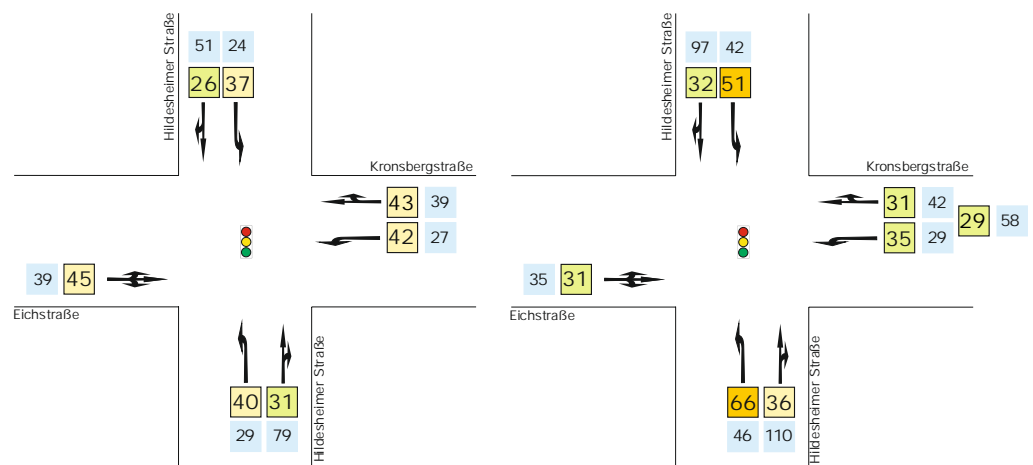 Hildesheimer Straße
51 24
26 37
Kronsbergstraße
43 39
42 27
39 45
Eichstraße
40 31
29 79
Hildesheimer Straße
Hildesheimer Straße
97 42
32 51
Kronsbergstraße
31 42
29 58
35 29
35 31
Eichstraße
66 36
46 110
Hildesheimer Straße